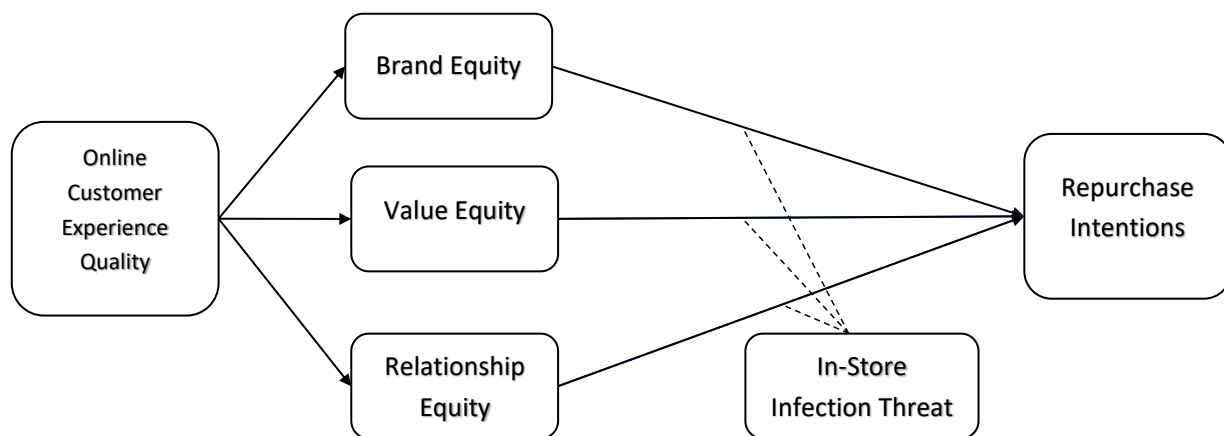 Brand Equity
Online
Customer
Experience
Quality
Value Equity
Repurchase
Intentions
Relationship
Equity
In-Store
Infection Threat